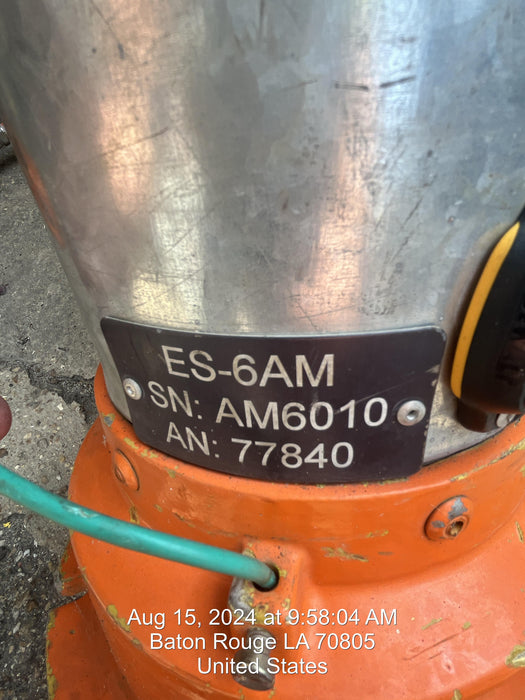 ES-6AM
SN: AM6010
AN: 77840
Aug 15, 2024 at 9:58:04 AM
Baton Rouge LA 70805
United States